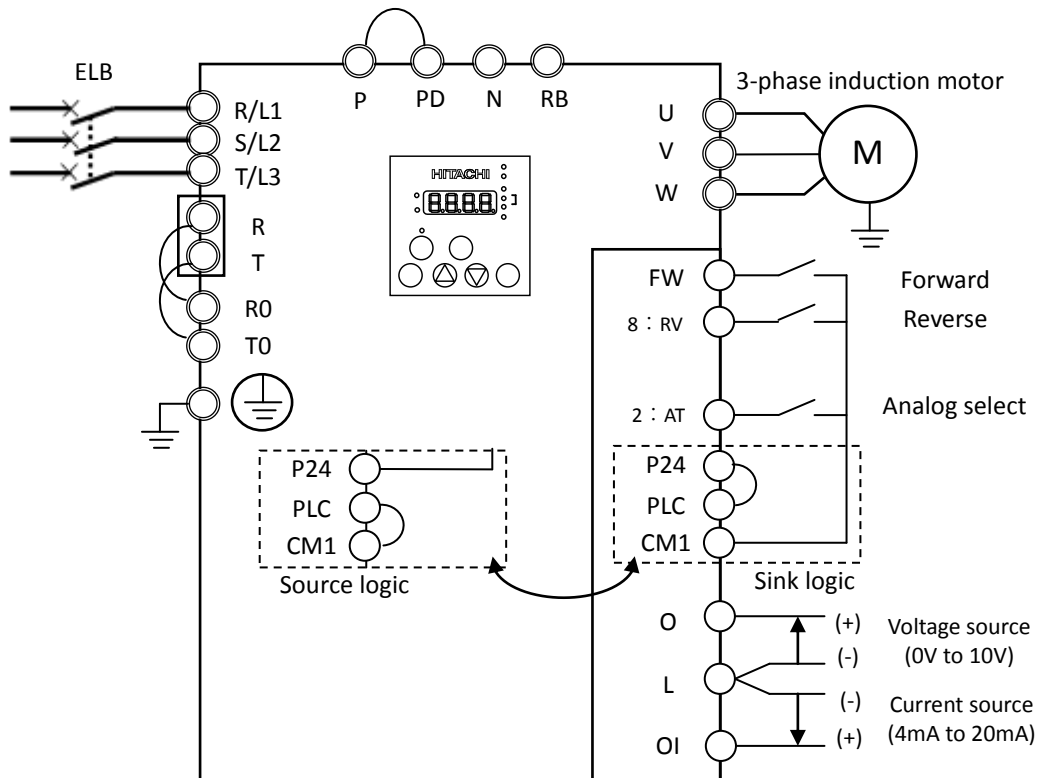 ELB
P
PD
N
RB
3-phase induction motor
R/L1
S/L2
T/L3
R
T
R0
T0
HITACHI
8.8.8.8.
U
V
W
M
FW
Forward
8：RV
Reverse
2：AT
Analog select
P24
PLC
CM1
Source logic
P24
PLC
CM1
Sink logic
O
(+)
Voltage source
(-)
(0V to 10V)
L
(-)
Current source
(4mA to 20mA)
OI
(+)